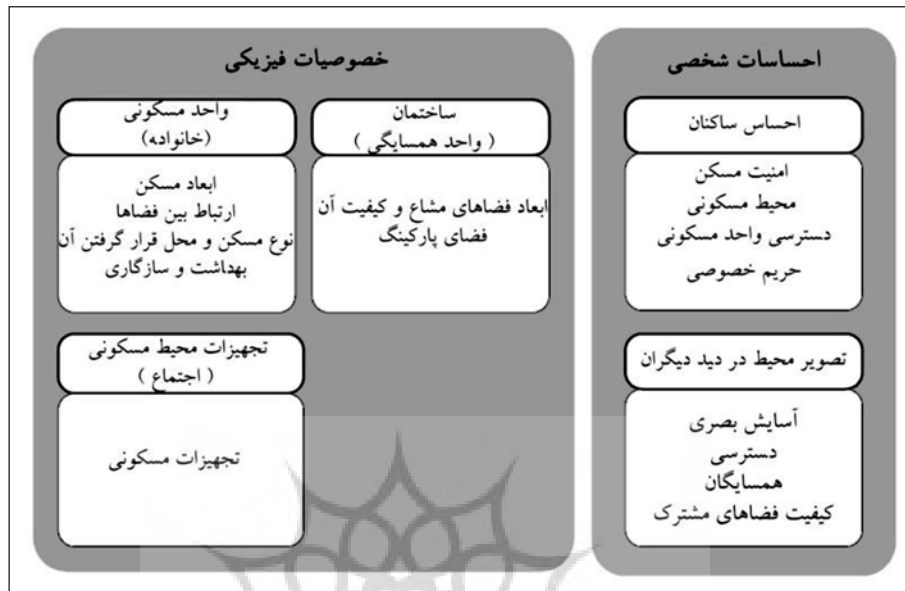 احساسات شخصی
احساس ساکنان
امنیت مسکن
محیط مسکونی
دسترسی واحد مسکونی
حریم خصوصی
تصویر محیط در دید دیگران
آسایش بصری
دسترسی
همسایگان
کیفیت فضاهای مشترک
خصوصیات فیزیکی
ساختمان
( واحد همسایگی )
ابعاد فضاهای مشاع و کیفیت آن
فضای پارکینگ
واحد مسکونی
(خانواده)
ابعاد مسکن
ارتباط بین فضاها
نوع مسکن و محل قرار گرفتن آن
بهداشت و سازگاری
تجهیزات محیط مسکونی
( اجتماع )
تجهیزات مسکونی